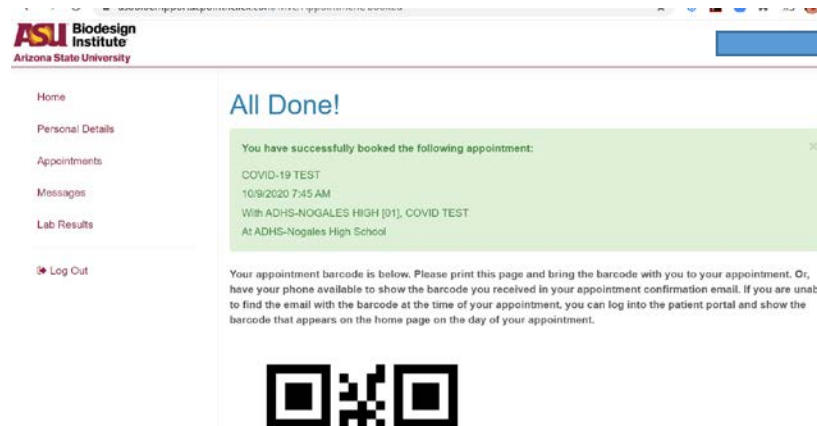 ASU Biodesign
Institute
Arizona State University
Home
Personal Details
Appointments
Messages
Lab Results
Log Out
All Done!
You have successfully booked the following appointment:
COVID-19 TEST
10/9/2020 7:45 AM
With ADHS-NOGALES HIGH [01], COVID TEST
At ADHS-Nogales High School
Your appointment barcode is below. Please print this page and bring the barcode with you to your appointment. Or,
have your phone available to show the barcode you received in your appointment confirmation email. If you are unab
to find the email with the barcode at the time of your appointment, you can log into the patient portal and show the
barcode that appears on the home page on the day of your appointment.